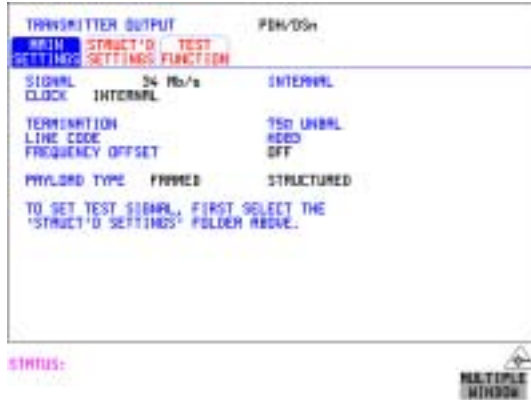 TRANSMITTER OUTPUT PDH/DSn
MAIN SETTINGS STRUCT'D SETTINGS TEST FUNCTION
SIGNAL 34 Mb/s INTERNAL
CLOCK INTERNAL
TERMINATION 75Ω UNBAL
LINE CODE HDB3
FREQUENCY OFFSET OFF
PAYLOAD TYPE FRAMED STRUCTURED
TO SET TEST SIGNAL, FIRST SELECT THE
'STRUCT'D SETTINGS' FOLDER ABOVE.
STATUS:
MULTIPLE
WINDOW